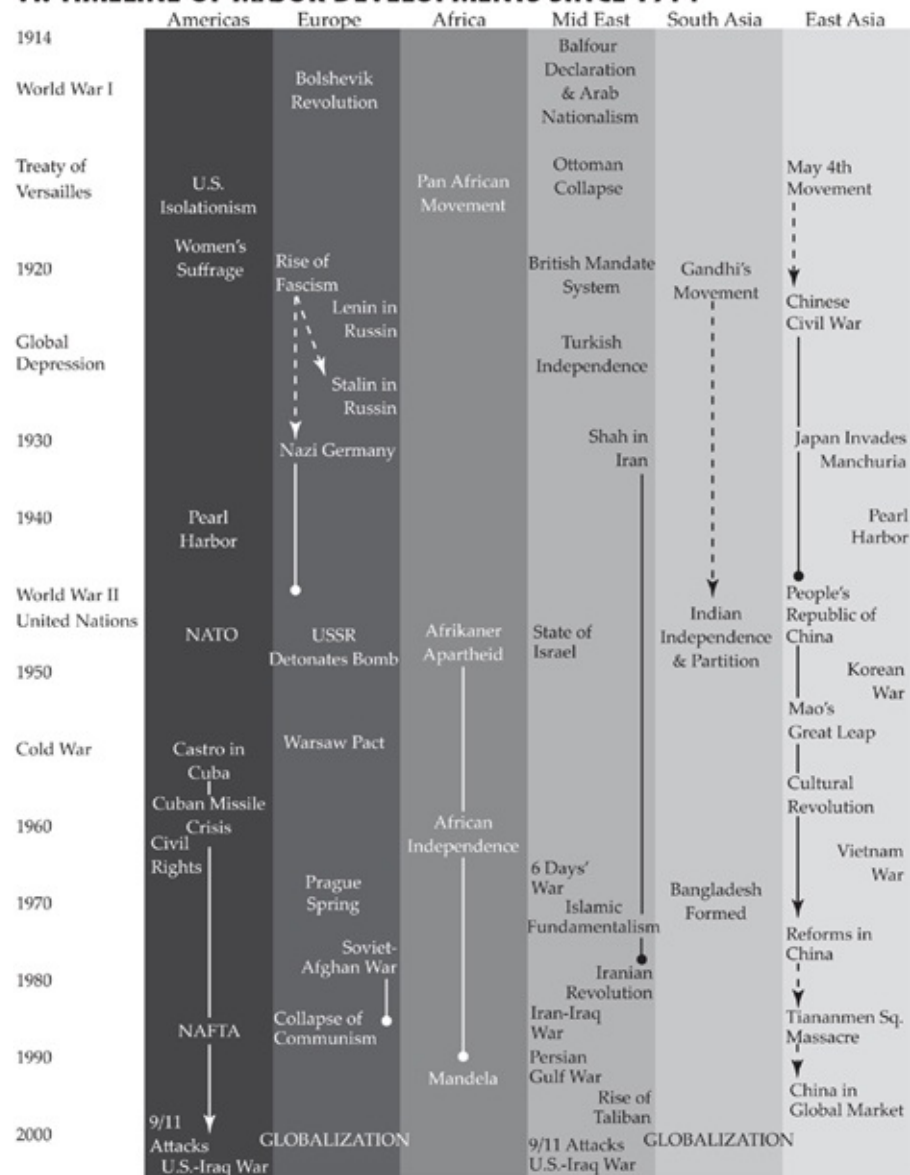 Americas
Europe
Africa
Mid East
South Asia
East Asia
1914
World War I
Treaty of
Versailles
1920
Global
Depression
1930
1940
World War II
United Nations
1950
Cold War
1960
1970
1980
1990
2000
U.S.
Isolationism
Women's
Suffrage
Pearl
Harbor
NATO
Castro in
Cuba
Cuban Missile
Crisis
Civil
Rights
NAFTA
9/11
Attacks
U.S.-Iraq War
Bolshevik
Revolution
Rise of
Fascism
Lenin in
Russin
Stalin in
Russin
Nazi Germany
USSR
Detonates Bomb
Warsaw Pact
Prague
Spring
Soviet-
Afghan War
Collapse of
Communism
GLOBALIZATION
Pan African
Movement
Afrikaner
Apartheid
African
Independence
Mandela
Balfour
Declaration
& Arab
Nationalism
Ottoman
Collapse
British Mandate
System
Turkish
Independence
Shah in
Iran
State of
Israel
6 Days'
War
Islamic
Fundamentalism
Iranian
Revolution
Iran-Iraq
War
Persian
Gulf War
Rise of
Taliban
9/11 Attacks
U.S.-Iraq War
Gandhi's
Movement
Indian
Independence
& Partition
Bangladesh
Formed
GLOBALIZATION
May 4th
Movement
Chinese
Civil War
Japan Invades
Manchuria
Pearl
Harbor
People's
Republic of
China
Korean
War
Mao's
Great Leap
Cultural
Revolution
Vietnam
War
Reforms in
China
Tiananmen Sq.
Massacre
China in
Global Market